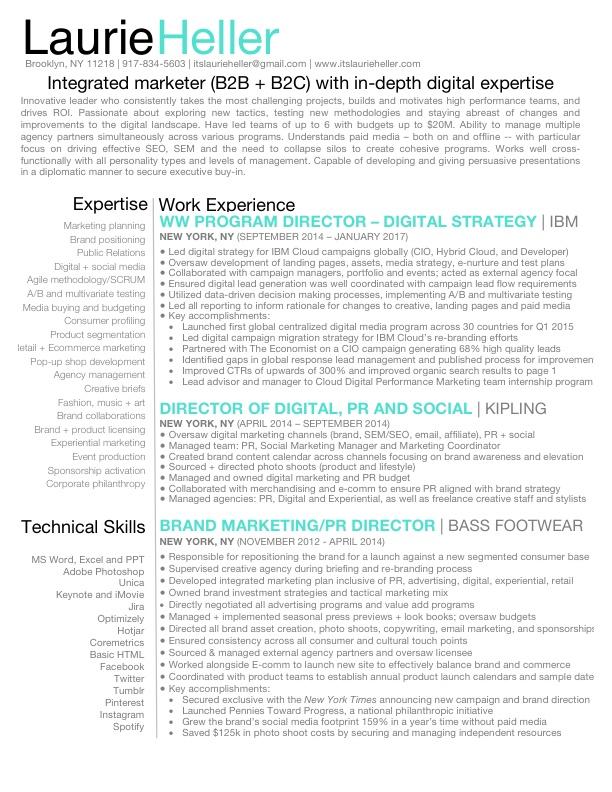 LaurieHeller
Brooklyn, NY 11218 | 917-834-5603 | itslaurieheller@gmail.com | www.itslaurieheller.com
Integrated marketer (B2B + B2C) with in-depth digital expertise
Innovative leader who consistently takes the most challenging projects, builds and motivates high performance teams, and
drives ROI. Passionate about exploring new tactics, testing new methodologies and staying abreast of changes and
improvements to the digital landscape. Have led teams of up to 6 with budgets up to $20M. Ability to manage multiple
agency partners simultaneously across various programs. Understands paid media – both on and offline -- with particular
focus on driving effective SEO, SEM and the need to collapse silos to create cohesive programs. Works well cross-
functionally with all personality types and levels of management. Capable of developing and giving persuasive presentations
in a diplomatic manner to secure executive buy-in.
Expertise
Marketing planning
Brand positioning
Public Relations
Digital + social media
Agile methodology/SCRUM
A/B and multivariate testing
Media buying and budgeting
Consumer profiling
Product segmentation
letail + Ecommerce marketing
Pop-up shop development
Agency management
Creative briefs
Fashion, music + art
Brand collaborations
Brand + product licensing
Experiential marketing
Event production
Sponsorship activation
Corporate philanthropy
Technical Skills
MS Word, Excel and PPT
Adobe Photoshop
Unica
Keynote and iMovie
Jira
Optimizely
Hotjar
Coremetrics
Basic HTML
Facebook
Twitter
Tumblr
Pinterest
Instagram
Spotify
Work Experience
WW PROGRAM DIRECTOR – DIGITAL STRATEGY | IBM
NEW YORK, NY (SEPTEMBER 2014 – JANUARY 2017)
● Led digital strategy for IBM Cloud campaigns globally (CIO, Hybrid Cloud, and Developer)
● Oversaw development of landing pages, assets, media strategy, e-nurture and test plans
● Collaborated with campaign managers, portfolio and events; acted as external agency focal
● Ensured digital lead generation was well coordinated with campaign lead flow requirements
● Utilized data-driven decision making processes, implementing A/B and multivariate testing
● Led all reporting to inform rationale for changes to creative, landing pages and paid media
● Key accomplishments:
• Launched first global centralized digital media program across 30 countries for Q1 2015
• Led digital campaign migration strategy for IBM Cloud's re-branding efforts
• Partnered with The Economist on a CIO campaign generating 68% high quality leads
• Identified gaps in global response management and published process for improvemen
• Improved CTRs of upwards of 300% and improved organic search results to page 1
• Lead advisor and manager to Cloud Digital Performance Marketing team internship program
DIRECTOR OF DIGITAL, PR AND SOCIAL | KIPLING
NEW YORK, NY (APRIL 2014 – SEPTEMBER 2014)
● Oversaw digital marketing channels (brand, SEM/SEO, email, affiliate), PR + social
● Managed team: PR, Social Marketing Manager and Marketing Coordinator
● Created brand content calendar across channels focusing on brand awareness and elevation
● Sourced + directed photo shoots (product and lifestyle)
● Managed and owned digital marketing and PR budget
● Collaborated with merchandising and e-comm to ensure PR aligned with brand strategy
● Managed agencies: PR, Digital and Experiential, as well as freelance creative staff and stylists
BRAND MARKETING/PR DIRECTOR | BASS FOOTWEAR
NEW YORK, NY (NOVEMBER 2012 - APRIL 2014)
● Responsible for repositioning the brand for a launch against a new segmented consumer base
● Supervised creative agency during briefing and re-branding process
● Developed integrated marketing plan inclusive of PR, advertising, digital, experiential, retail
● Owned brand investment strategies and tactical marketing mix
• Directly negotiated all advertising programs and value add programs
● Managed + implemented seasonal press previews + look books; oversaw budgets
● Directed all brand asset creation, photo shoots, copywriting, email marketing, and sponsorships
● Ensured consistency across all consumer and cultural touch points
● Sourced & managed external agency partners and oversaw licensee
● Worked alongside E-comm to launch new site to effectively balance brand and commerce
● Coordinated with product teams to establish annual product launch calendars and sample date
● Key accomplishments:
• Secured exclusive with the New York Times announcing new campaign and brand direction
• Launched Pennies Toward Progress, a national philanthropic initiative
• Grew the brand's social media footprint 159% in a year's time without paid media
• Saved $125k in photo shoot costs by securing and managing independent resources